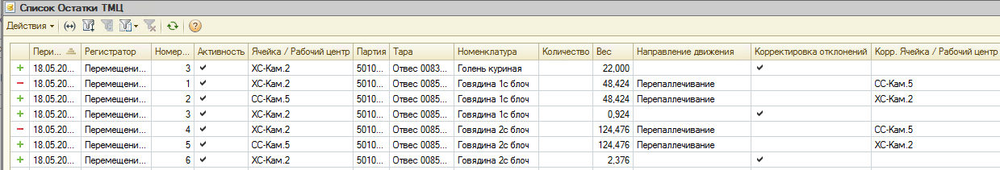 Список Остатки ТМЦ
Действия
Пери... Регистратор Номер... Активность Ячейка / Рабочий центр Партия Тара Номенклатура Количество Вес Направление движения Корректировка отклонений Корр. Ячейка / Рабочий центр
18.05.20... Перемещени... 3 ХС-Кам.2 5010... Отвес 0083... Голень куриная 22,000
18.05.20... Перемещени... 1 ХС-Кам.2 5010... Отвес 0085... Говядина 1с блоч 48,424 Перепаллечивание СС-Кам.5
18.05.20... Перемещени... 2 СС-Кам.5 5010... Отвес 0085... Говядина 1с блоч 48,424 Перепаллечивание ХС-Кам.2
18.05.20... Перемещени... 3 ХС-Кам.2 5010... Отвес 0085... Говядина 1с блоч 0,924
18.05.20... Перемещени... 4 ХС-Кам.2 5010... Отвес 0085... Говядина 2с блоч 124,476 Перепаллечивание СС-Кам.5
18.05.20... Перемещени... 5 СС-Кам.5 5010... Отвес 0085... Говядина 2с блоч 124,476 Перепаллечивание ХС-Кам.2
18.05.20... Перемещени... 6 ХС-Кам.2 5010... Отвес 0085... Говядина 2с блоч 2,376